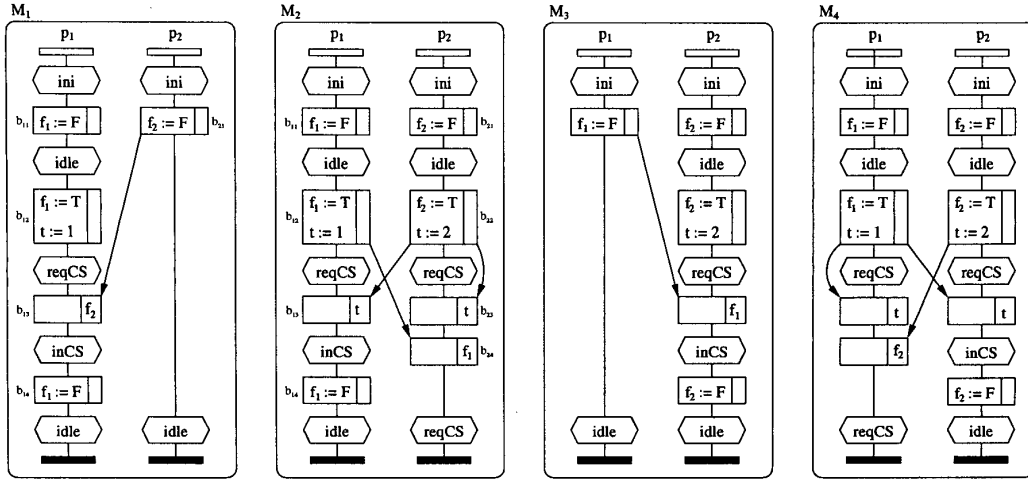 M₁
p₁ p₂
ini ini
b₁₁ f₁ := F f₂ := F b₂₁
idle
b₁₂ f₁ := T
t := 1
reqCS
b₁₃ f₂
inCS
b₁₄ f₁ := F
idle idle
M₂
p₁ p₂
ini ini
b₁₁ f₁ := F f₂ := F b₂₁
idle idle
b₁₂ f₁ := T f₂ := T b₂₂
t := 1 t := 2
reqCS reqCS
b₁₃ t t b₂₃
inCS f₁ b₂₄
b₁₄ f₁ := F
idle reqCS
M₃
p₁ p₂
ini ini
f₁ := F f₂ := F
idle
f₂ := T
t := 2
reqCS
f₁
inCS
f₂ := F
idle idle
M₄
p₁ p₂
ini ini
f₁ := F f₂ := F
idle idle
f₁ := T f₂ := T
t := 1 t := 2
reqCS reqCS
t t
f₂ inCS
f₂ := F
reqCS idle